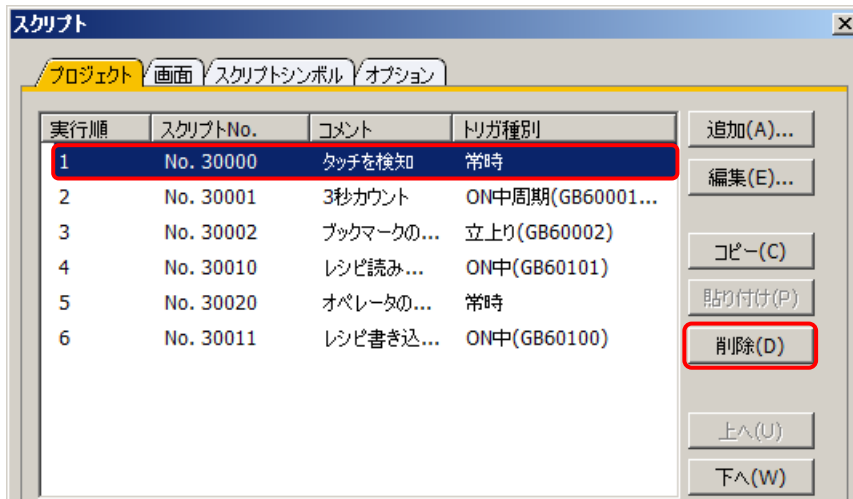 スクリプト
プロジェクト 画面 スクリプトシンボル オプション
実行順 スクリプトNo. コメント トリガ種別
1 No. 30000 タッチを検知 常時
2 No. 30001 3秒カウント ON中周期(GB60001...
3 No. 30002 ブックマークの... 立上り(GB60002)
4 No. 30010 レシピ読み... ON中(GB60101)
5 No. 30020 オペレータの... 常時
6 No. 30011 レシピ書き込... ON中(GB60100)
追加(A)...
編集(E)...
コピー(C)
貼り付け(P)
削除(D)
上へ(U)
下へ(W)